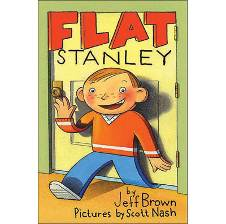 FLAT
STANLEY
by
Jeff Brown
Pictures by Scott Nash